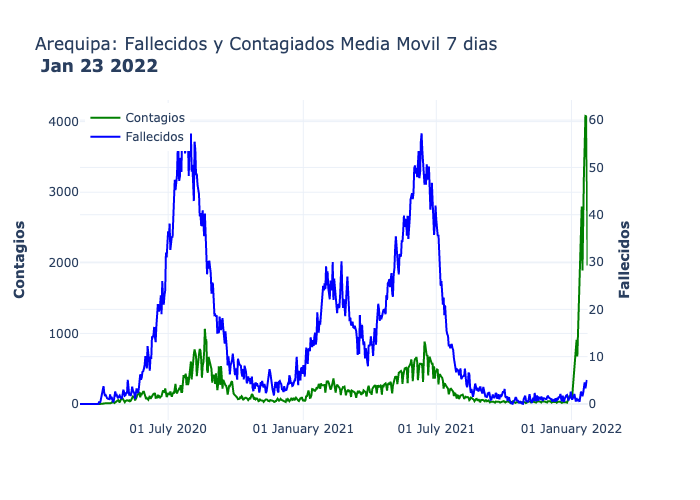 Arequipa: Fallecidos y Contagiados Media Movil 7 dias
Jan 23 2022
Contagios
Fallecidos
4000
3000
2000
1000
0
60
50
40
30
20
10
0
Contagios
Fallecidos
01 July 2020
01 January 2021
01 July 2021
01 January 2022